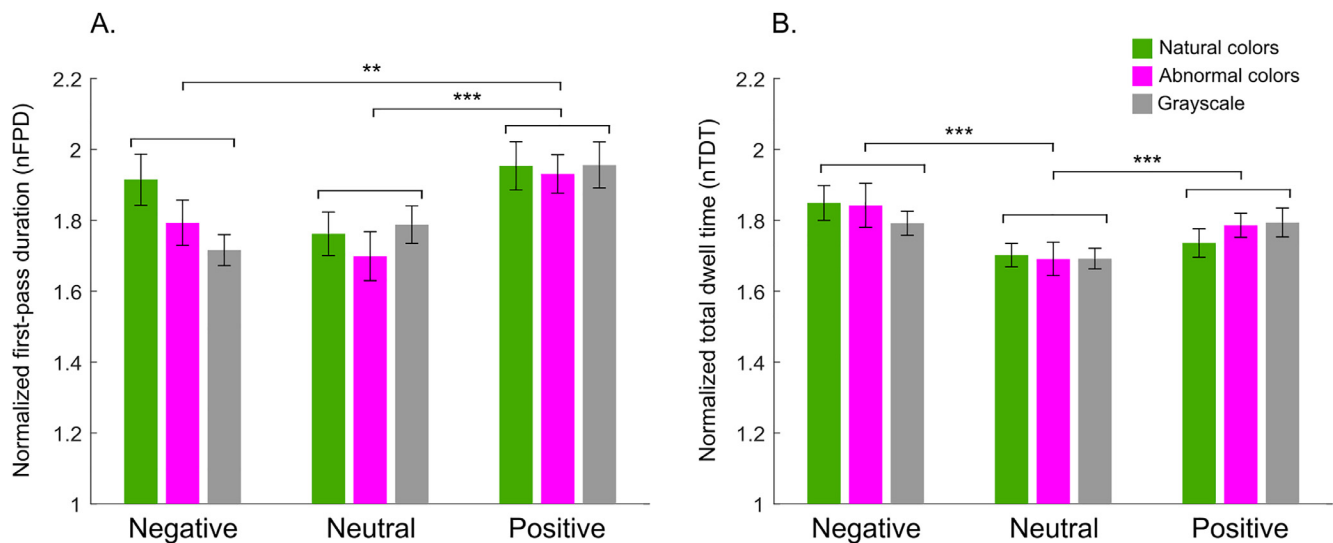 A.
Normalized first-pass duration (nFPD)
2.2
2
1.8
1.6
1.4
1.2
1
**
***
Negative
Neutral
Positive
B.
Natural colors
Abnormal colors
Grayscale
Normalized total dwell time (nTDT)
2.2
2
1.8
1.6
1.4
1.2
1
***
***
Negative
Neutral
Positive